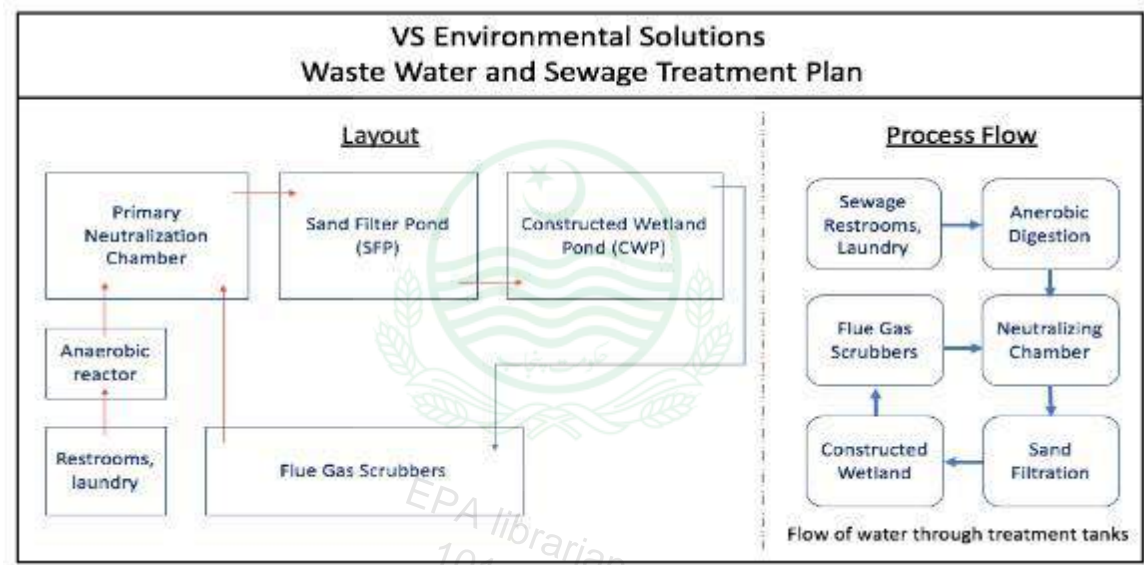 VS Environmental Solutions
Waste Water and Sewage Treatment Plan
Layout
Primary
Neutralization
Chamber
Sand Filter Pond
(SFP)
Constructed Wetland
Pond (CWP)
Anaerobic
reactor
Restrooms,
laundry
Flue Gas Scrubbers
EPA librarian
Process Flow
Sewage
Restrooms,
Laundry
Anerobic
Digestion
Flue Gas
Scrubbers
Neutralizing
Chamber
Constructed
Wetland
Sand
Filtration
Flow of water through treatment tanks